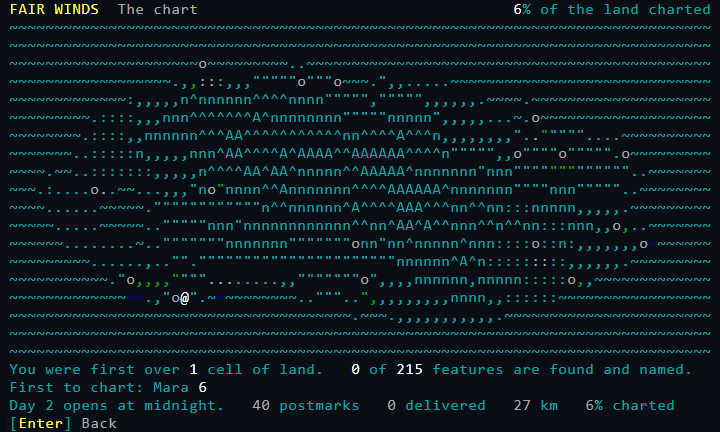 FAIR WINDS  The chart                                            6% of the land charted
You were first over 1 cell of land.   0 of 215 features are found and named.
First to chart: Mara 6
Day 2 opens at midnight.   40 postmarks   0 delivered   27 km   6% charted
[Enter] Back